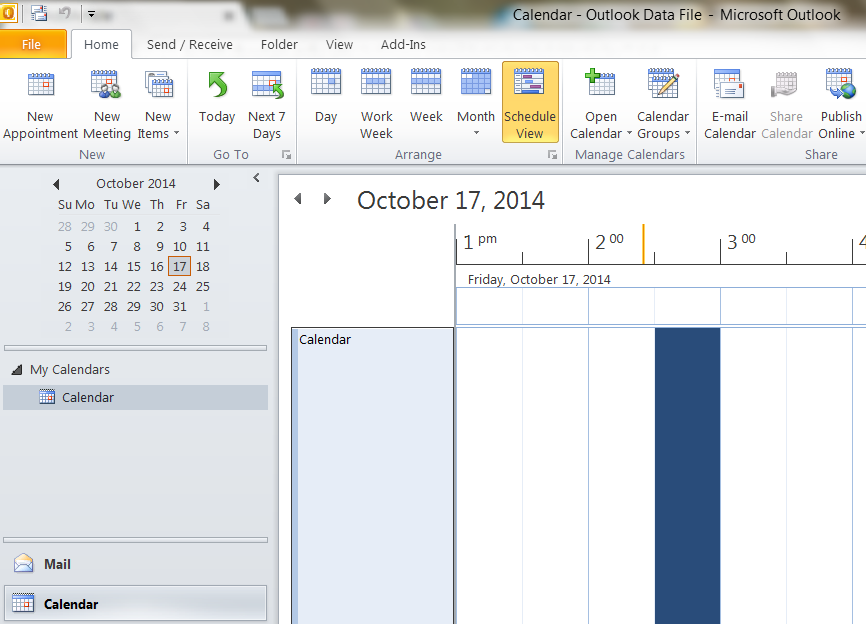 Calendar - Outlook Data File - Microsoft Outlook
File Home Send / Receive Folder View Add-Ins
New Appointment
New Meeting
New Items
Today
Next 7 Days
Day
Work Week
Week
Month
Schedule View
Open Calendar
Calendar Groups
E-mail Calendar
Share Calendar
Publish Online
New Go To Arrange Manage Calendars Share
October 2014
Su Mo Tu We Th Fr Sa
28 29 30 1 2 3 4
5 6 7 8 9 10 11
12 13 14 15 16 17 18
19 20 21 22 23 24 25
26 27 28 29 30 31 1
2 3 4 5 6 7 8
My Calendars
Calendar
Mail
Calendar
October 17, 2014
1 pm 2 00 3 00 4
Friday, October 17, 2014
Calendar